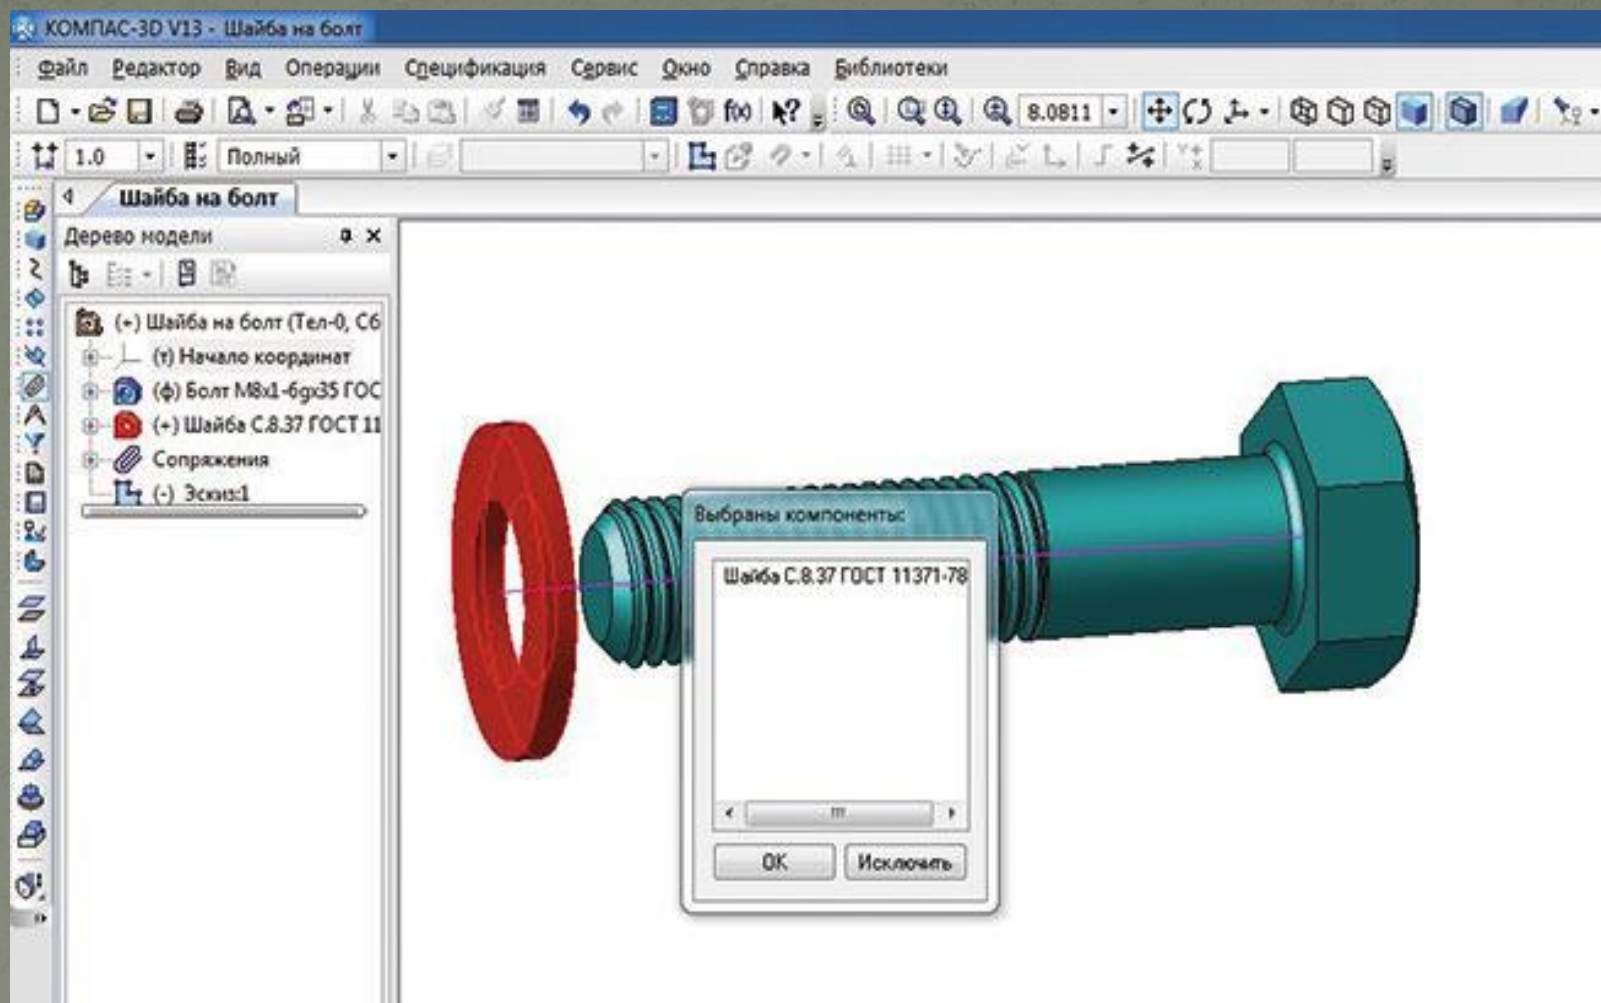 КОМПАС-3D V13 - Шайба на болт
Файл Редактор Вид Операции Спецификация Сервис Окно Справка Библиотеки
f(x) 8.0811
1.0 Полный
Шайба на болт
Дерево модели
(+) Шайба на болт (Тел-0, Сб
(т) Начало координат
(ф) Болт М8х1-6gх35 ГОС
(+) Шайба С.8.37 ГОСТ 11
Сопряжения
(-) Эскиз:1
Выбраны компоненты:
Шайба С.8.37 ГОСТ 11371-78
ОК Исключить